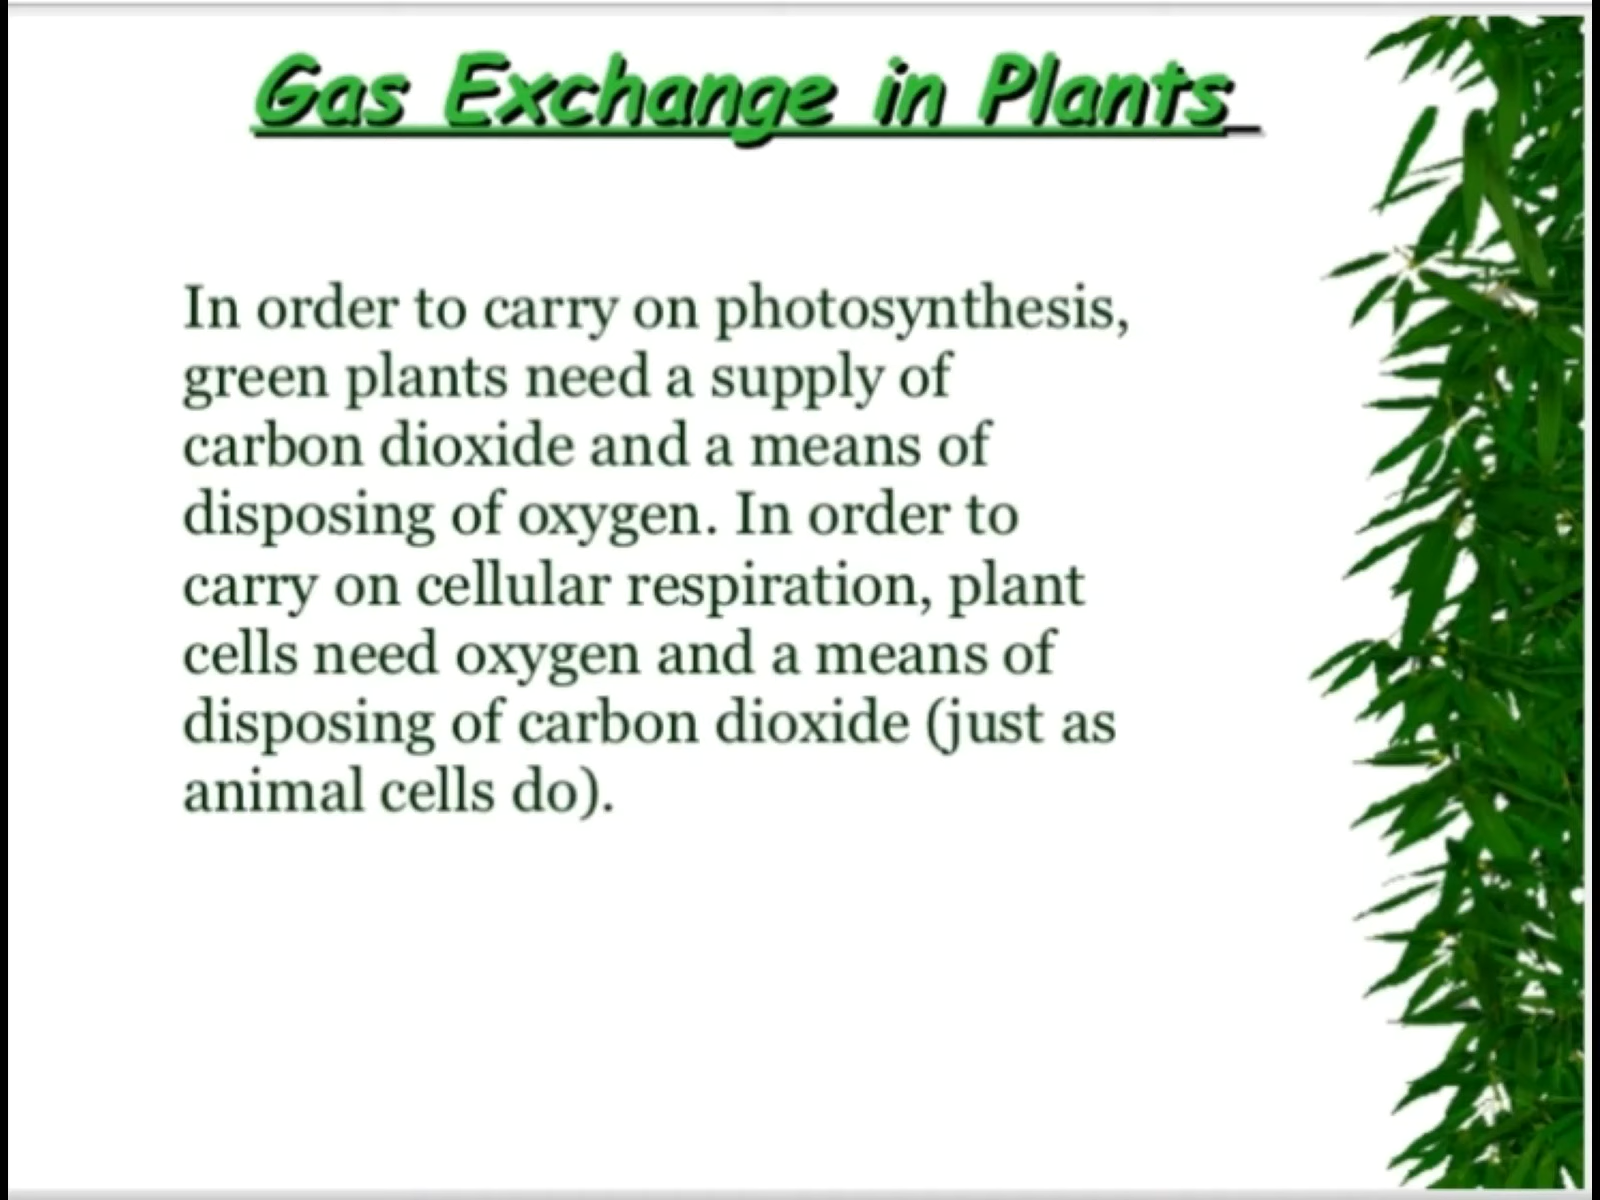 Gas Exchange in Plants
In order to carry on photosynthesis,
green plants need a supply of
carbon dioxide and a means of
disposing of oxygen. In order to
carry on cellular respiration, plant
cells need oxygen and a means of
disposing of carbon dioxide (just as
animal cells do).